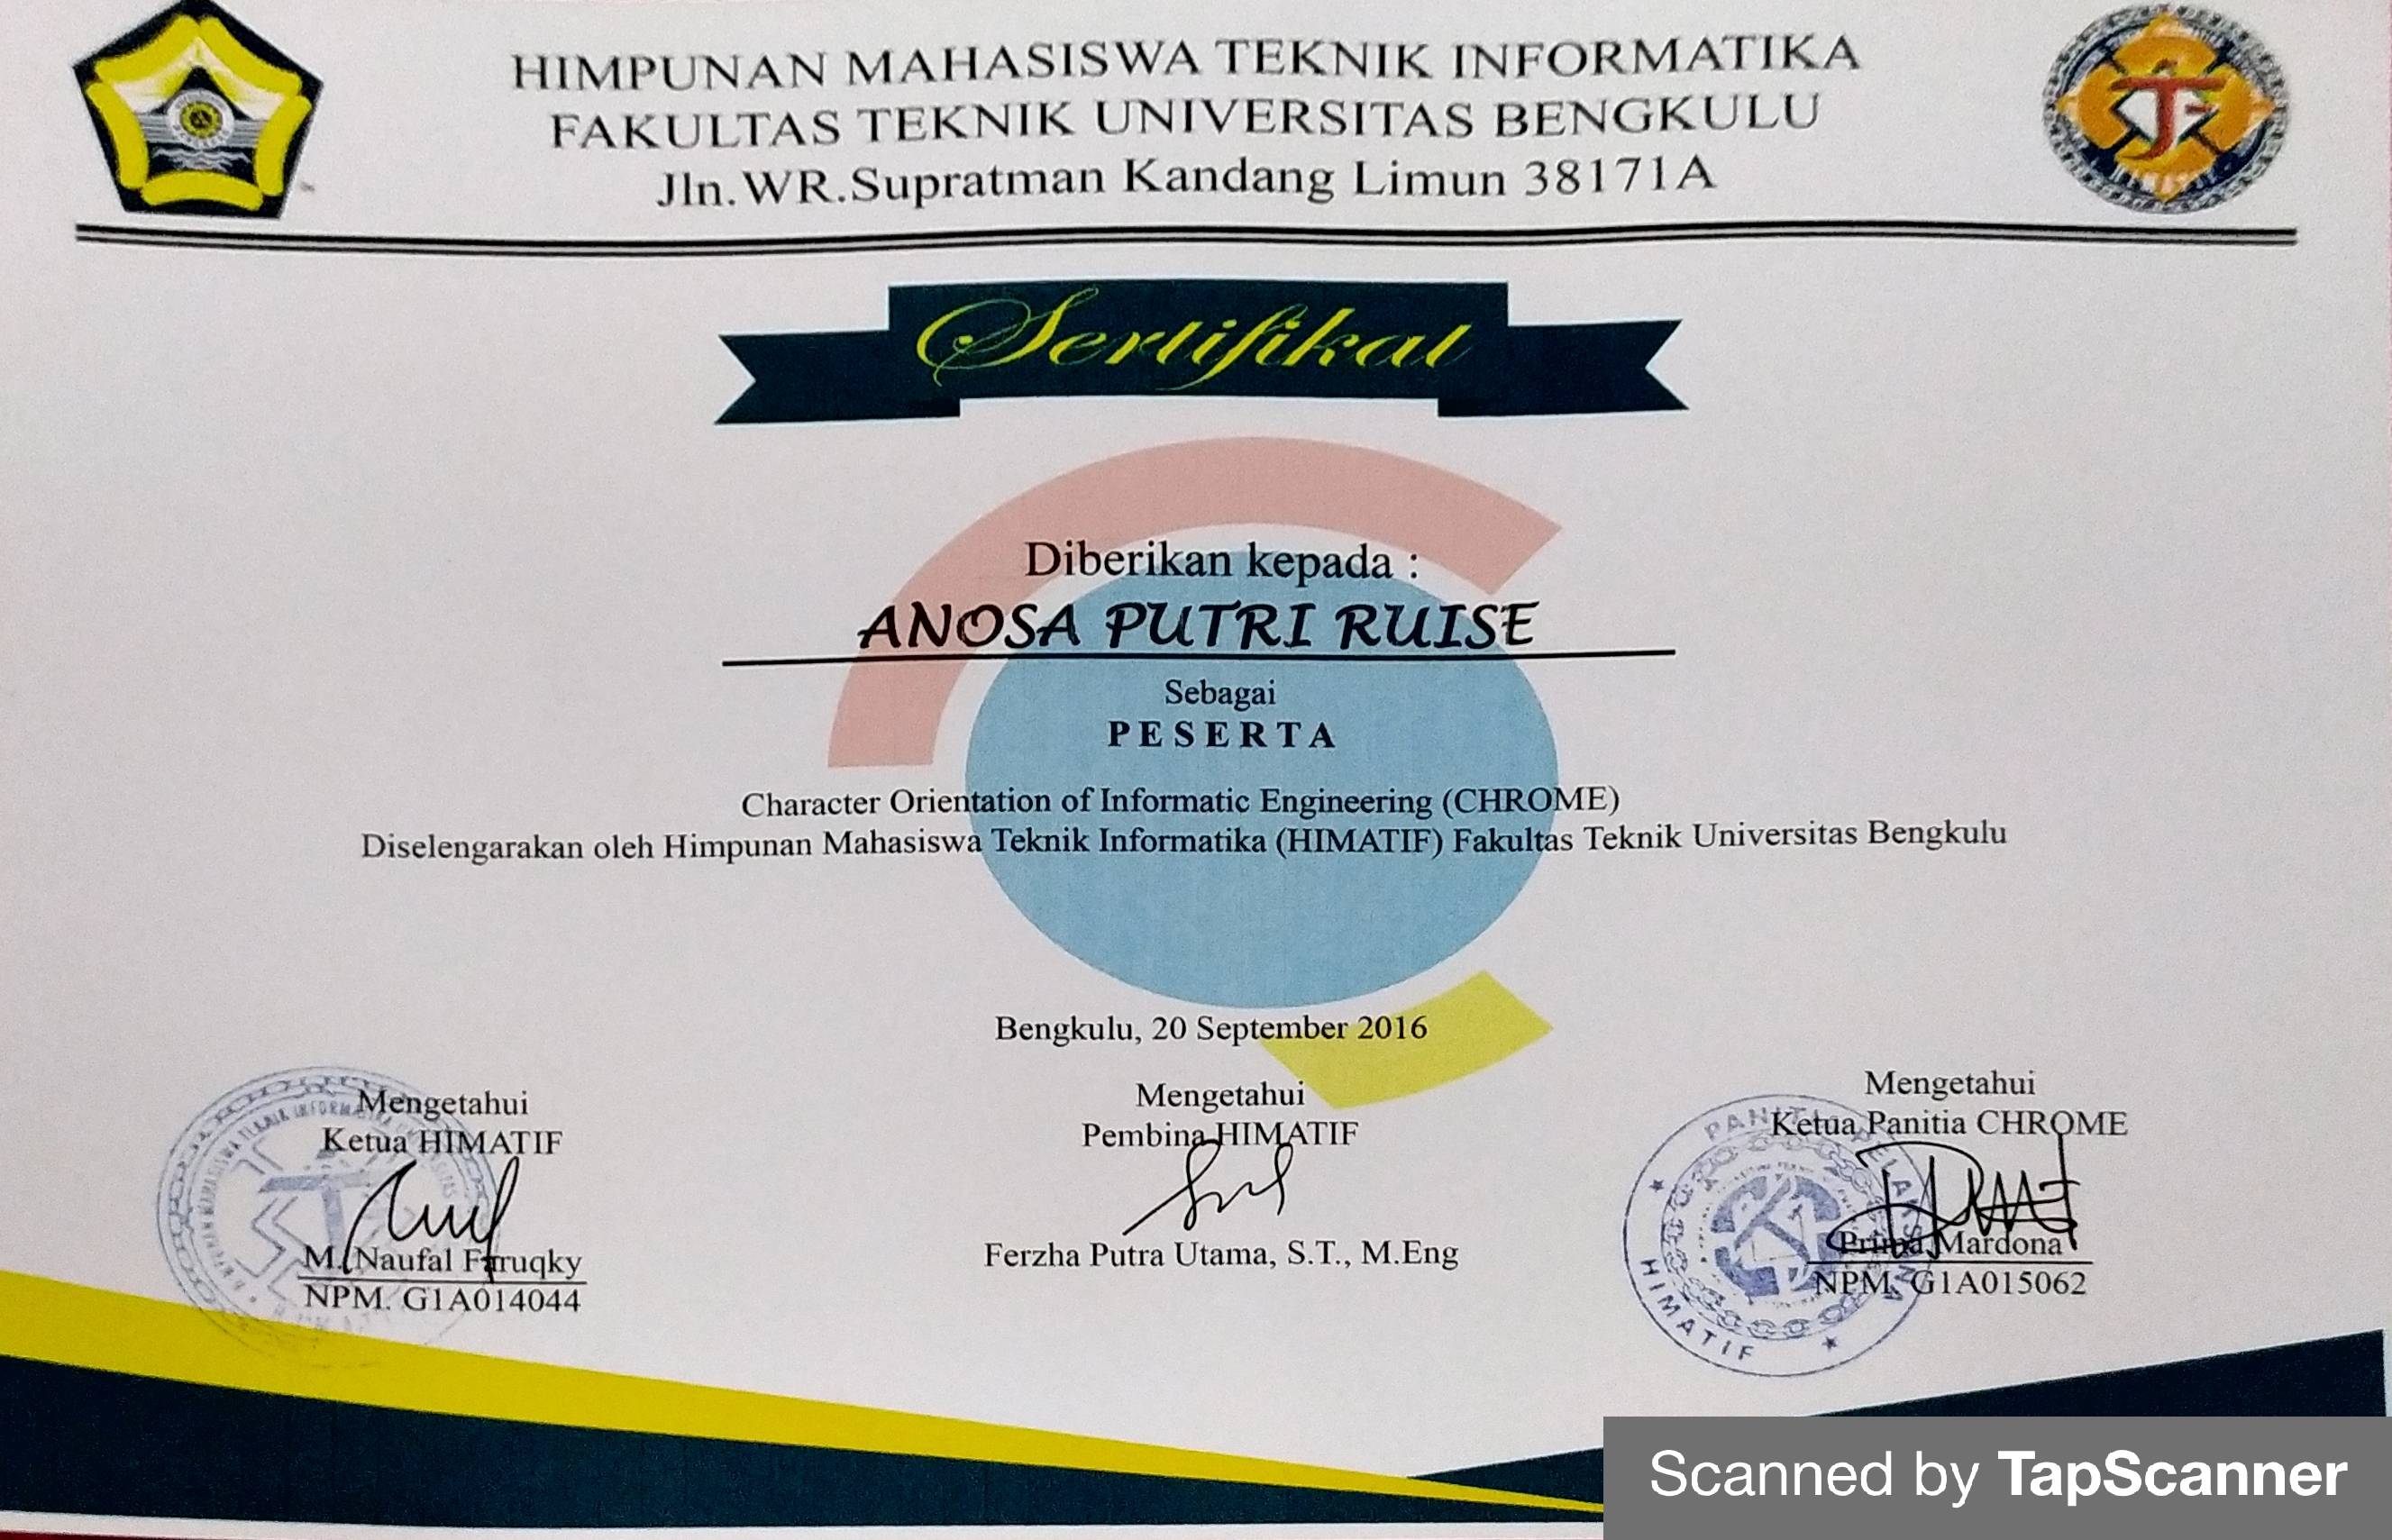 HIMPUNAN MAHASISWA TEKNIK INFORMATIKA
FAKULTAS TEKNIK UNIVERSITAS BENGKULU
Jln.WR.Supratman Kandang Limun 38171A
Sertifikat
Diberikan kepada :
ANOSA PUTRI RUISE
Sebagai
PESERTA
Character Orientation of Informatic Engineering (CHROME)
Diselengarakan oleh Himpunan Mahasiswa Teknik Informatika (HIMATIF) Fakultas Teknik Universitas Bengkulu
Bengkulu, 20 September 2016
Mengetahui
Ketua HIMATIF
M. Naufal Faruqky
NPM. G1A014044
Mengetahui
Pembina HIMATIF
Ferzha Putra Utama, S.T., M.Eng
Mengetahui
Ketua Panitia CHROME
Prima Mardona
NPM. G1A015062
PANITIA PELAKSANA
HIMATIF
Scanned by TapScanner